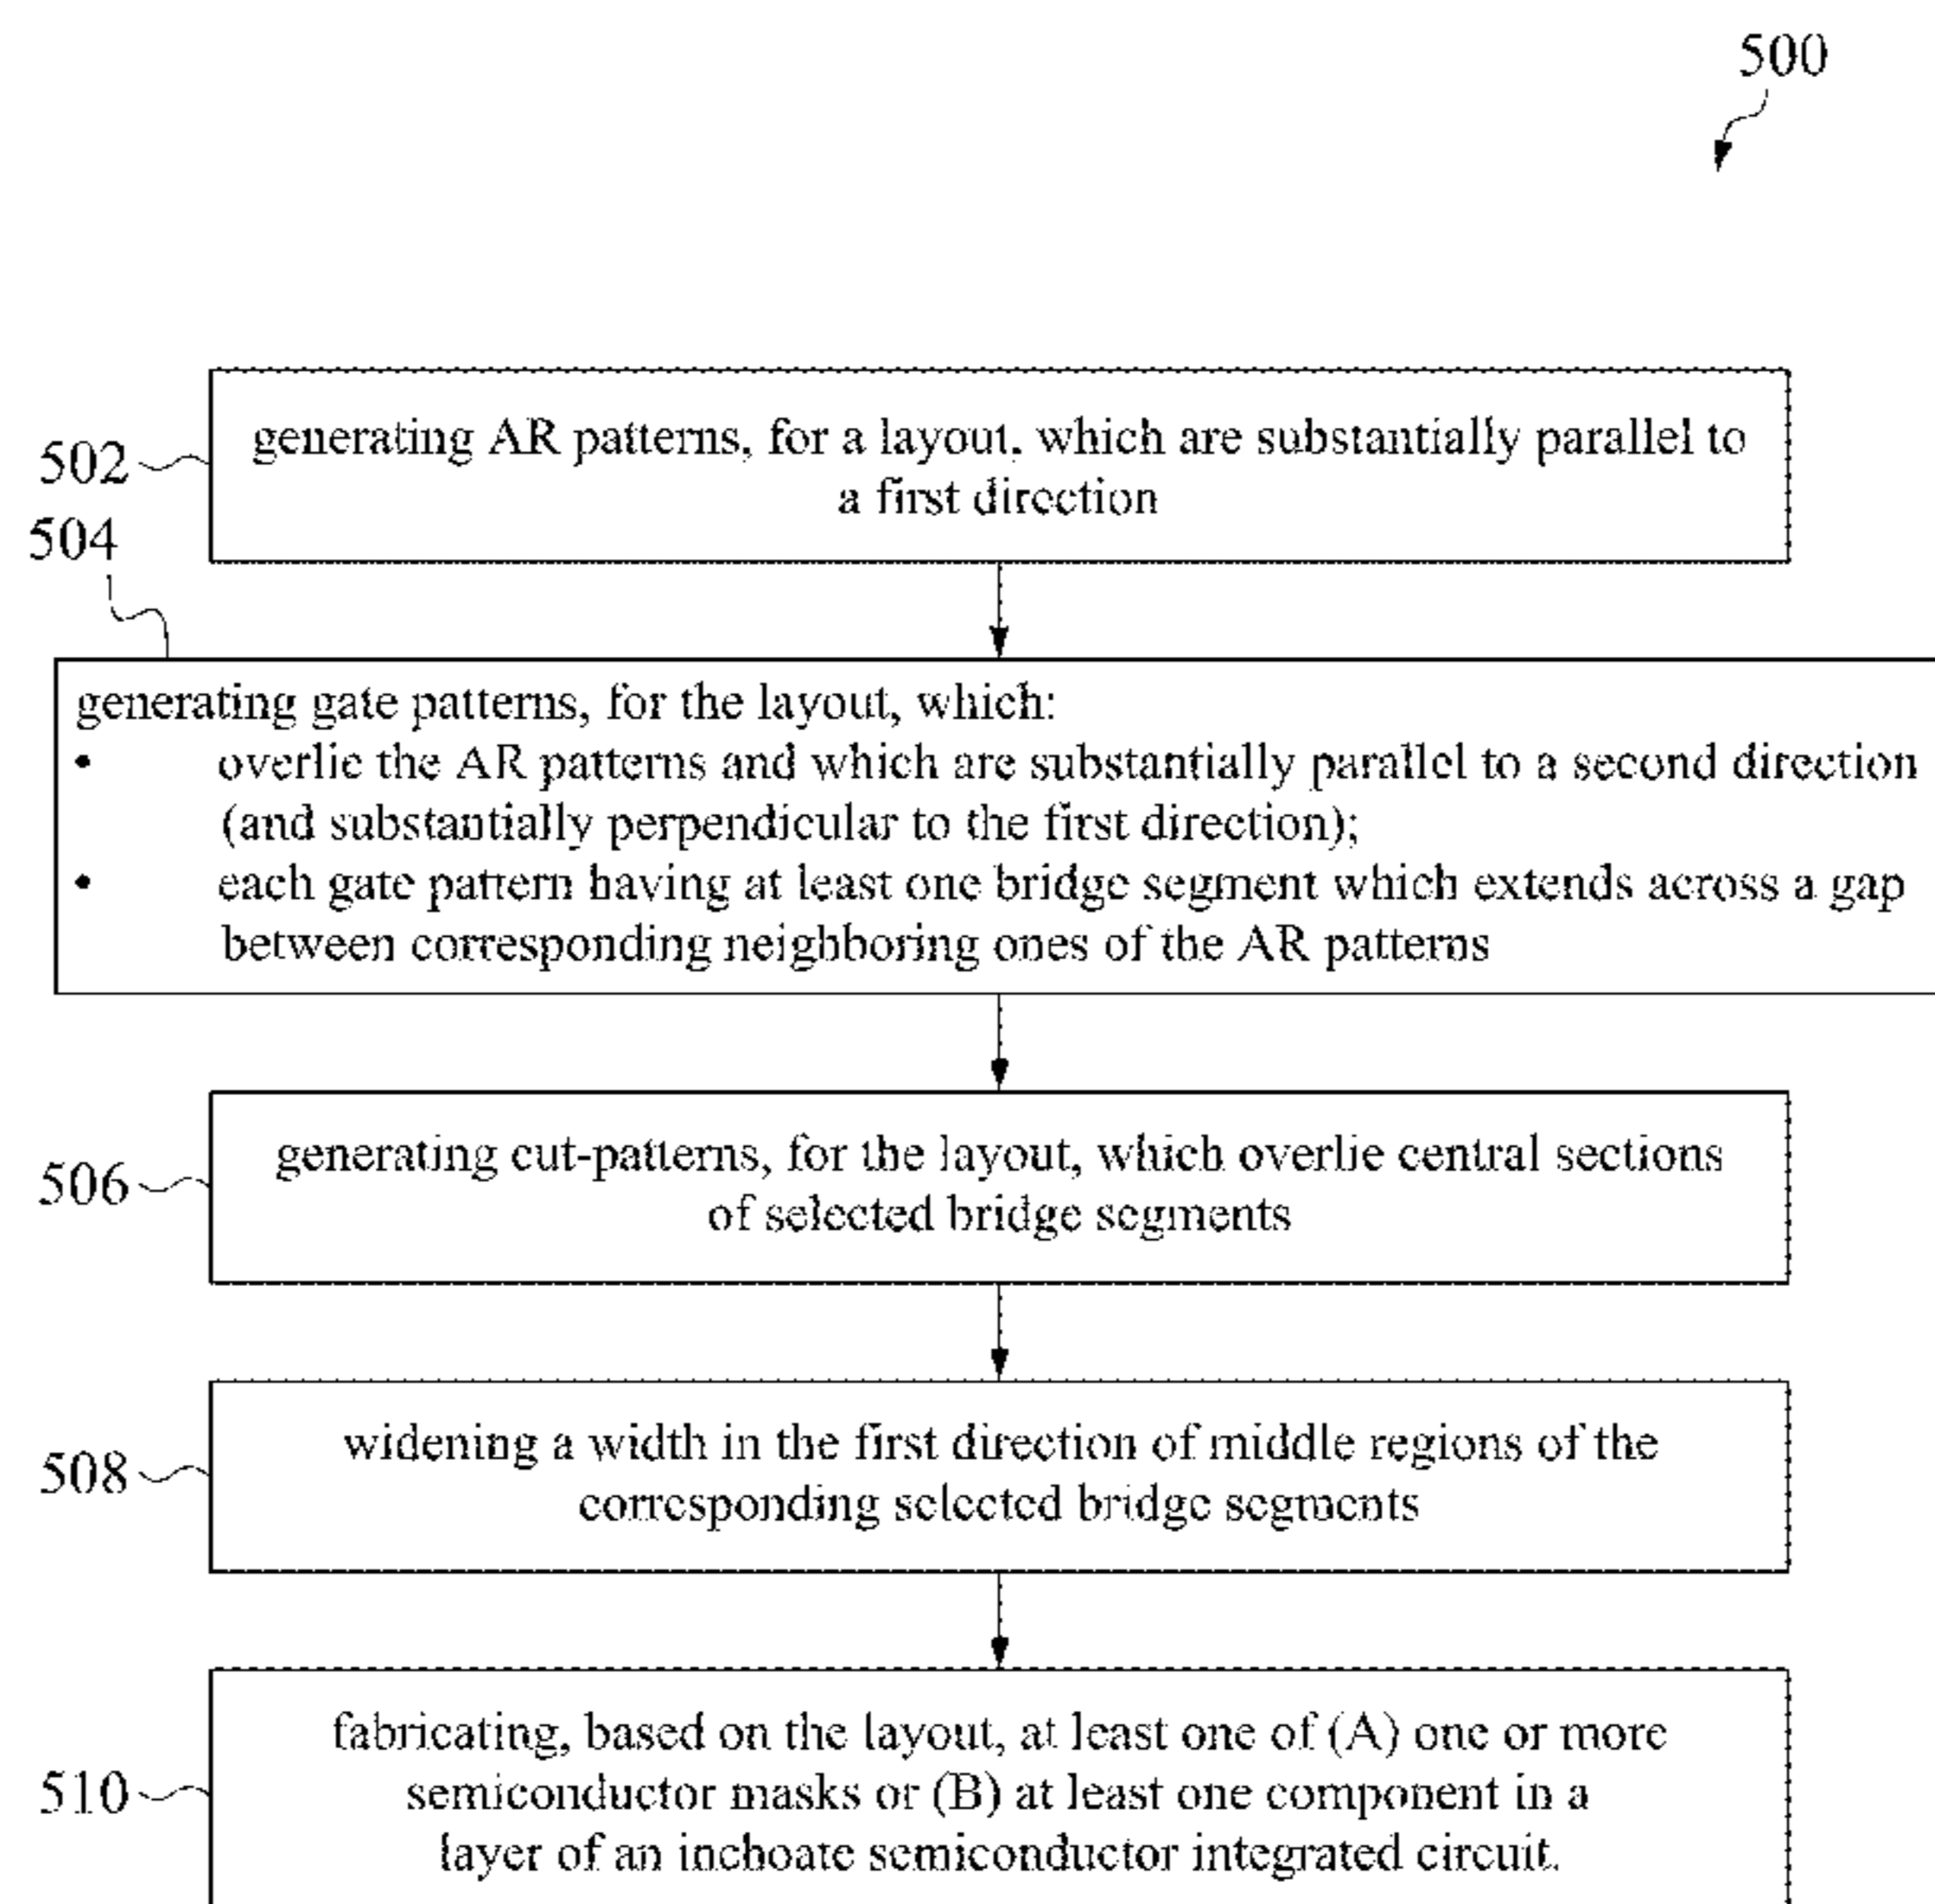 500
502
generating AR patterns, for a layout, which are substantially parallel to
a first direction
504
generating gate patterns, for the layout, which:
• overlie the AR patterns and which are substantially parallel to a second direction
(and substantially perpendicular to the first direction);
• each gate pattern having at least one bridge segment which extends across a gap
between corresponding neighboring ones of the AR patterns
506
generating cut-patterns, for the layout, which overlie central sections
of selected bridge segments
508
widening a width in the first direction of middle regions of the
corresponding selected bridge segments
510
fabricating, based on the layout, at least one of (A) one or more
semiconductor masks or (B) at least one component in a
layer of an inchoate semiconductor integrated circuit.